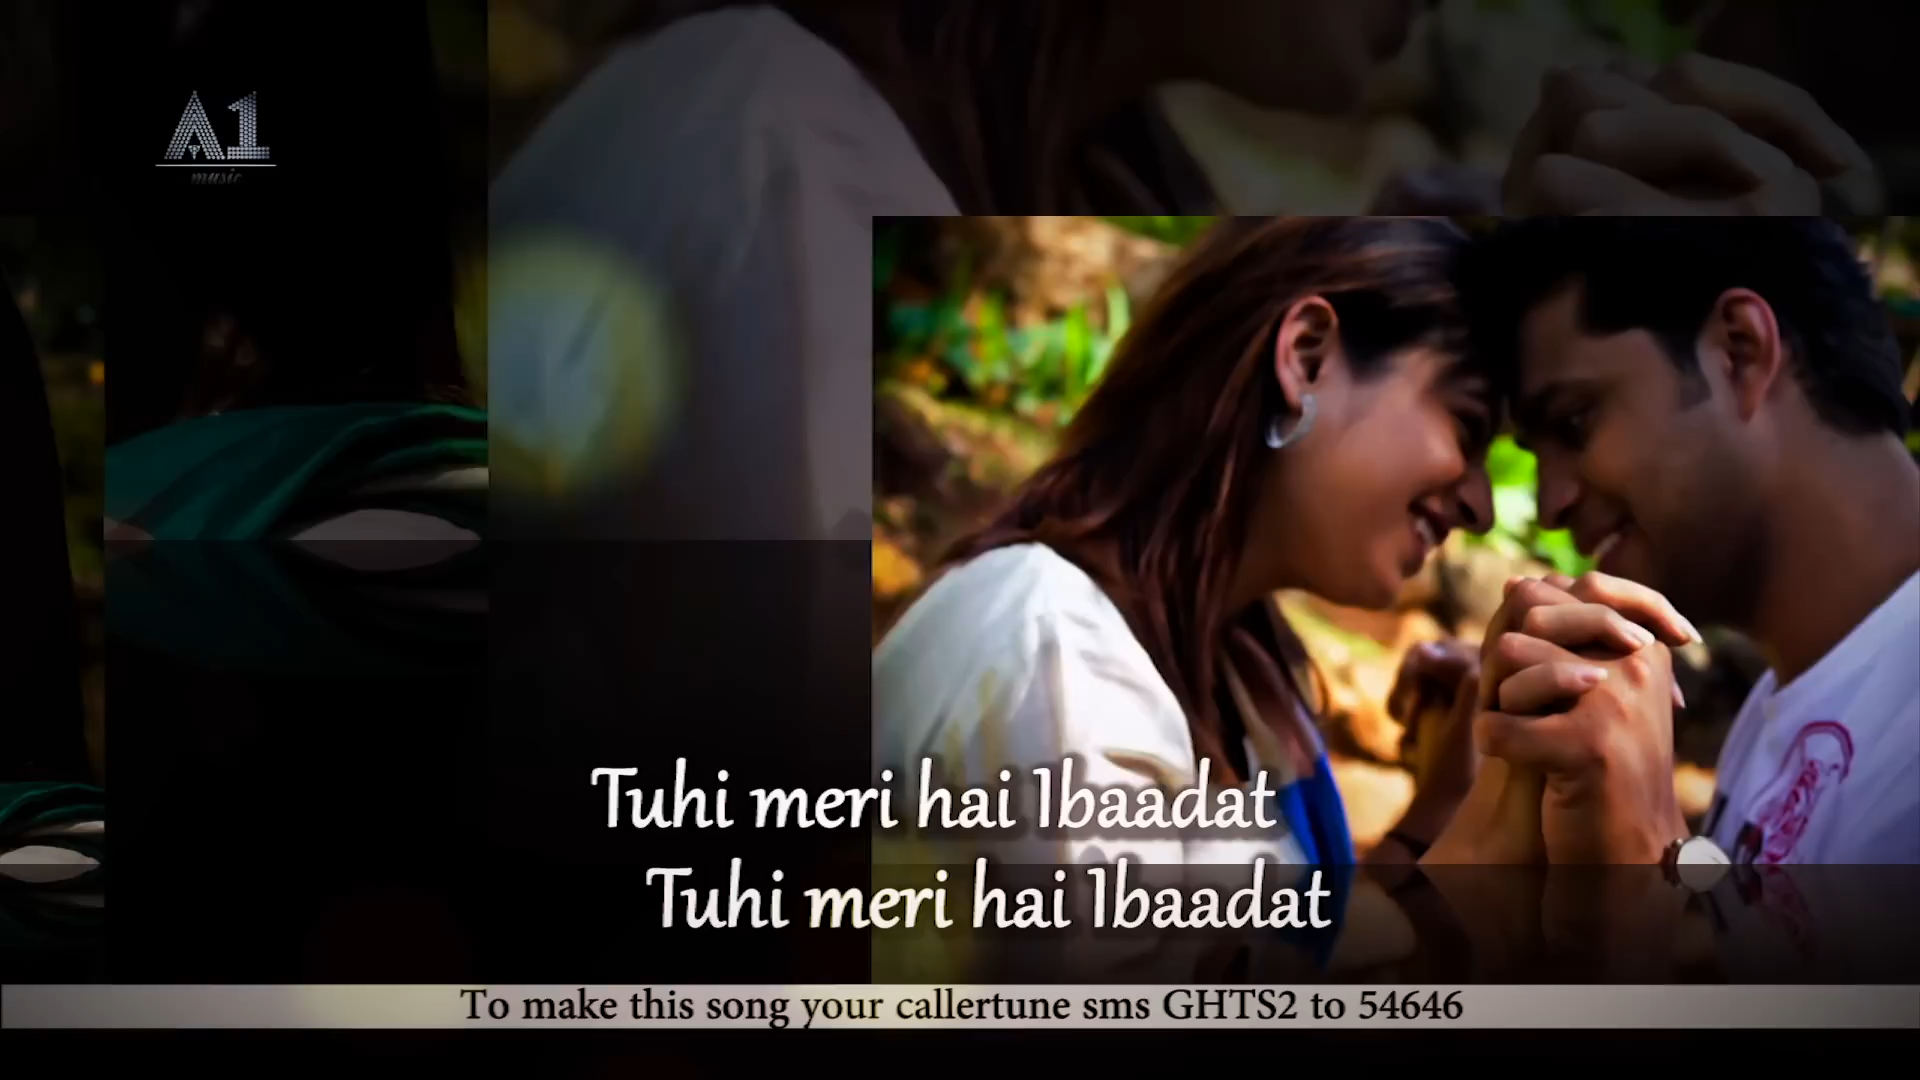 A1
music
Tuhi meri hai Ibaadat
Tuhi meri hai Ibaadat
To make this song your callertune sms GHTS2 to 54646